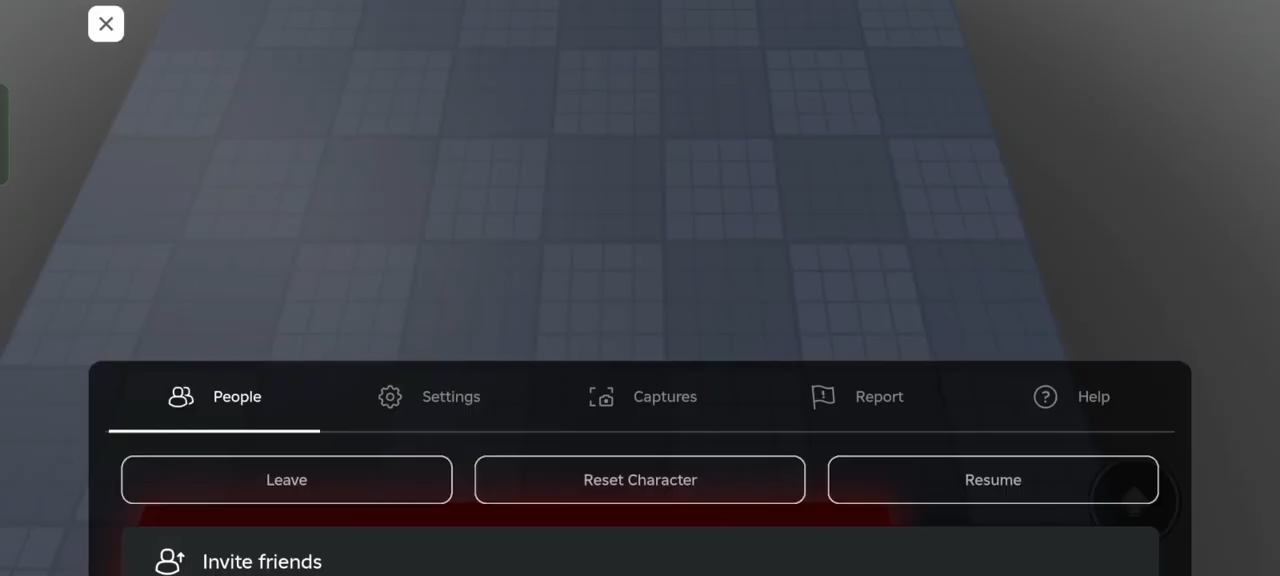 People
Settings
Captures
Report
Help
Leave
Reset Character
Resume
Invite friends